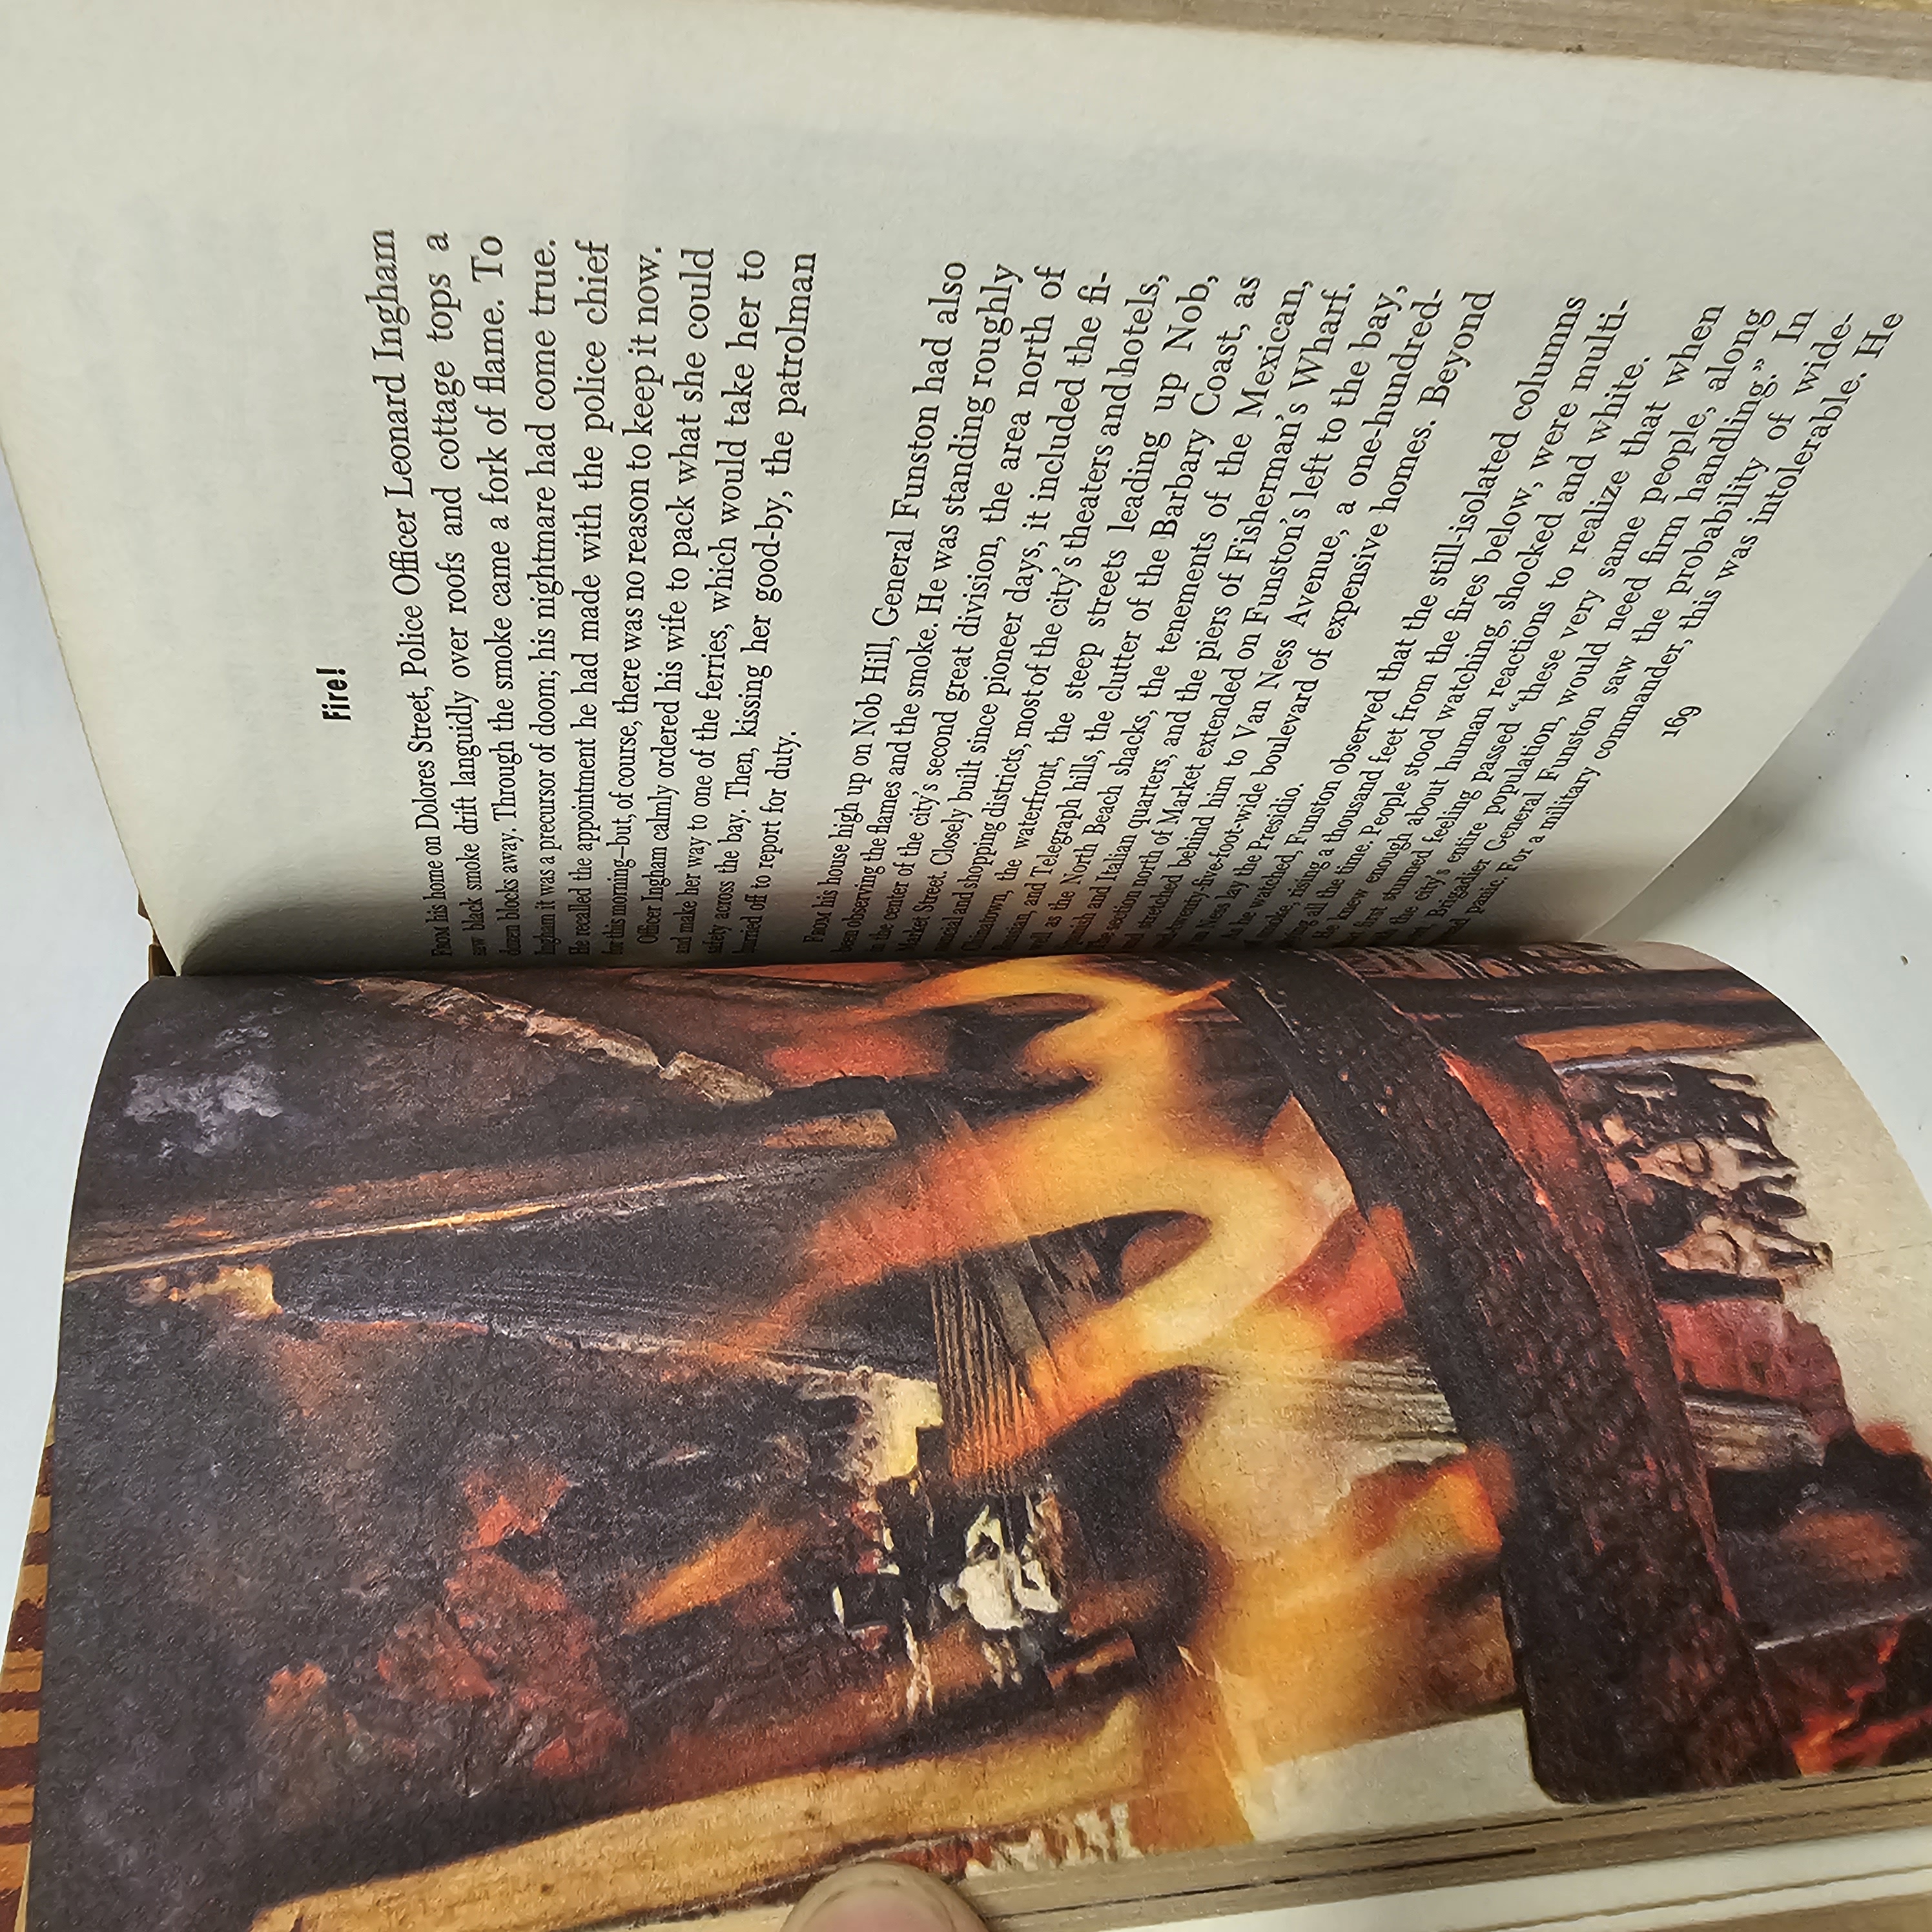 Fire!
From his home on Dolores Street, Police Officer Leonard Ingham
saw black smoke drift languidly over roofs and cottage tops a
dozen blocks away. Through the smoke came a fork of flame. To
Ingham it was a precursor of doom; his nightmare had come true.
He recalled the appointment he had made with the police chief
for this morning—but, of course, there was no reason to keep it now.
Officer Ingham calmly ordered his wife to pack what she could
and make her way to one of the ferries, which would take her to
safety across the bay. Then, kissing her good-by, the patrolman
hurried off to report for duty.
From his house high up on Nob Hill, General Funston had also
been observing the flames and the smoke. He was standing roughly
in the center of the city's second great division, the area north of
Market Street. Closely built since pioneer days, it included the fi-
nancial and shopping districts, most of the city's theaters and hotels,
Chinatown, the waterfront, the steep streets leading up Nob,
Russian, and Telegraph hills, the clutter of the Barbary Coast, as
well as the North Beach shacks, the tenements of the Mexican,
Spanish and Italian quarters, and the piers of Fisherman's Wharf.
The section north of Market extended on Funston's left to the bay,
and stretched behind him to Van Ness Avenue, a one-hundred-
and-twenty-five-foot-wide boulevard of expensive homes. Beyond
Van Ness lay the Presidio.
As he watched, Funston observed that the still-isolated columns
of smoke, rising a thousand feet from the fires below, were multi-
plying all the time. People stood watching, shocked and white.
He knew enough about human reactions to realize that when
that first stunned feeling passed "these very same people, along
with the city's entire population, would need firm handling." In
Brigadier General Funston saw the probability of wide-
spread panic. For a military commander, this was intolerable. He
169